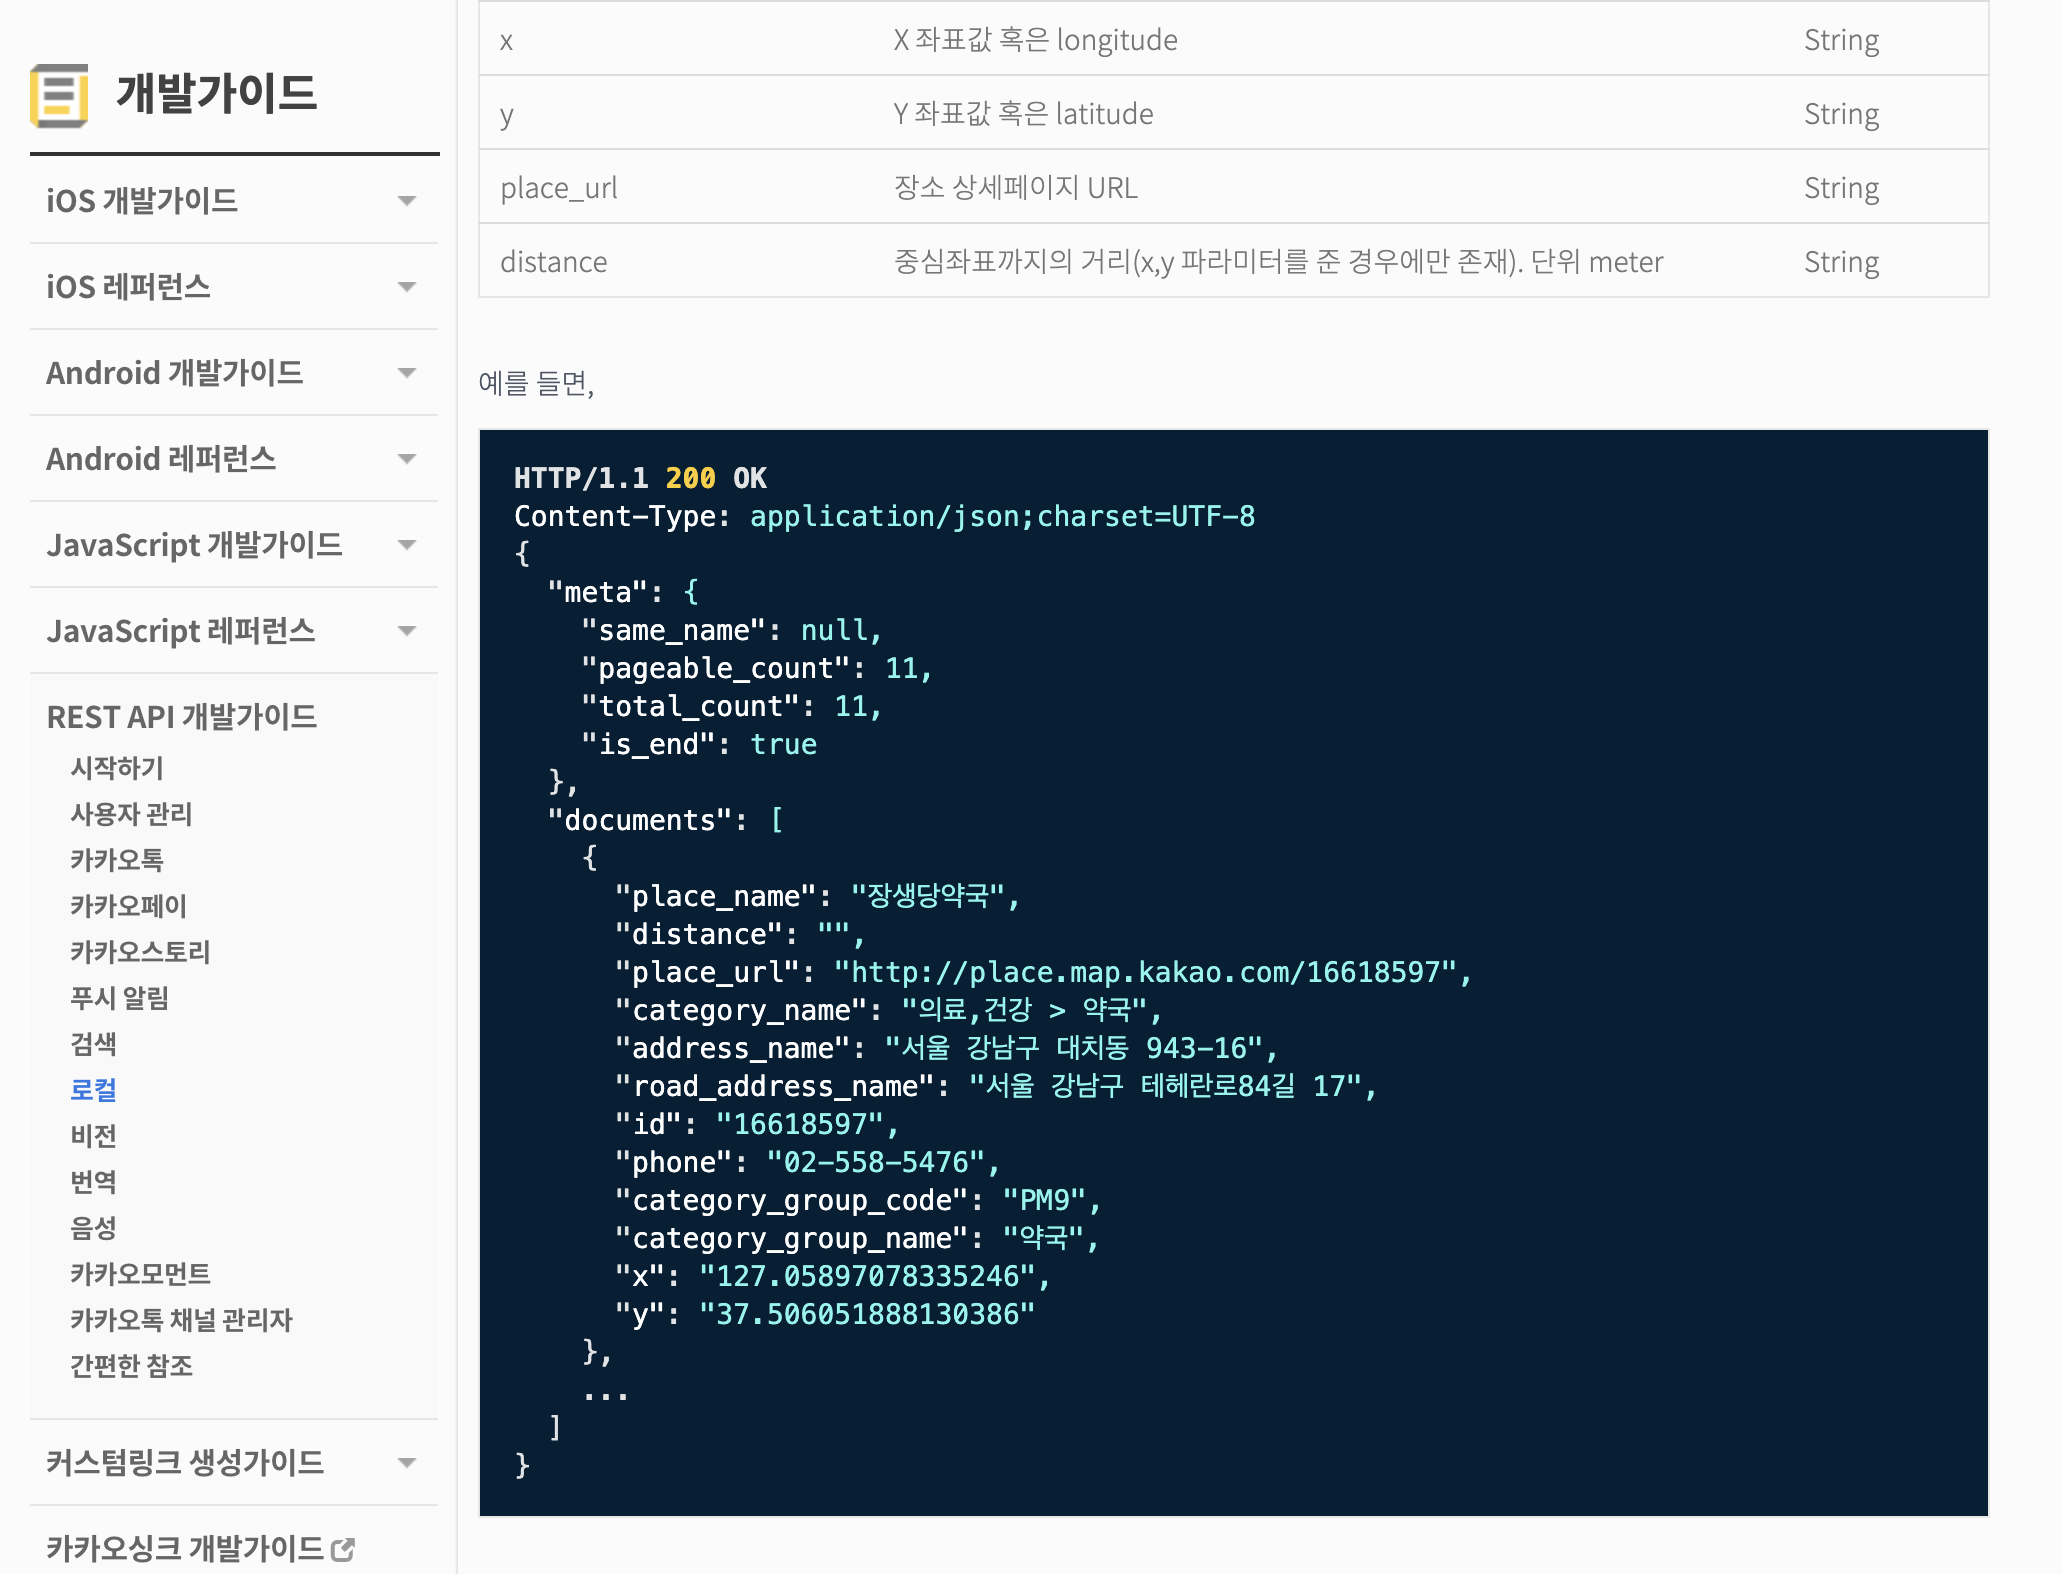 개발가이드
iOS 개발가이드
iOS 레퍼런스
Android 개발가이드
Android 레퍼런스
JavaScript 개발가이드
JavaScript 레퍼런스
REST API 개발가이드
시작하기
사용자 관리
카카오톡
카카오페이
카카오스토리
푸시 알림
검색
로컬
비전
번역
음성
카카오모먼트
카카오톡 채널 관리자
간편한 참조
커스텀링크 생성가이드
카카오싱크 개발가이드
x X 좌표값 혹은 longitude String
y Y 좌표값 혹은 latitude String
place_url 장소 상세페이지 URL String
distance 중심좌표까지의 거리(x,y 파라미터를 준 경우에만 존재). 단위 meter String
예를 들면,
HTTP/1.1 200 OK
Content-Type: application/json;charset=UTF-8
{
  "meta": {
    "same_name": null,
    "pageable_count": 11,
    "total_count": 11,
    "is_end": true
  },
  "documents": [
    {
      "place_name": "장생당약국",
      "distance": "",
      "place_url": "http://place.map.kakao.com/16618597",
      "category_name": "의료,건강 > 약국",
      "address_name": "서울 강남구 대치동 943-16",
      "road_address_name": "서울 강남구 테헤란로84길 17",
      "id": "16618597",
      "phone": "02-558-5476",
      "category_group_code": "PM9",
      "category_group_name": "약국",
      "x": "127.05897078335246",
      "y": "37.506051888130386"
    },
    ...
  ]
}